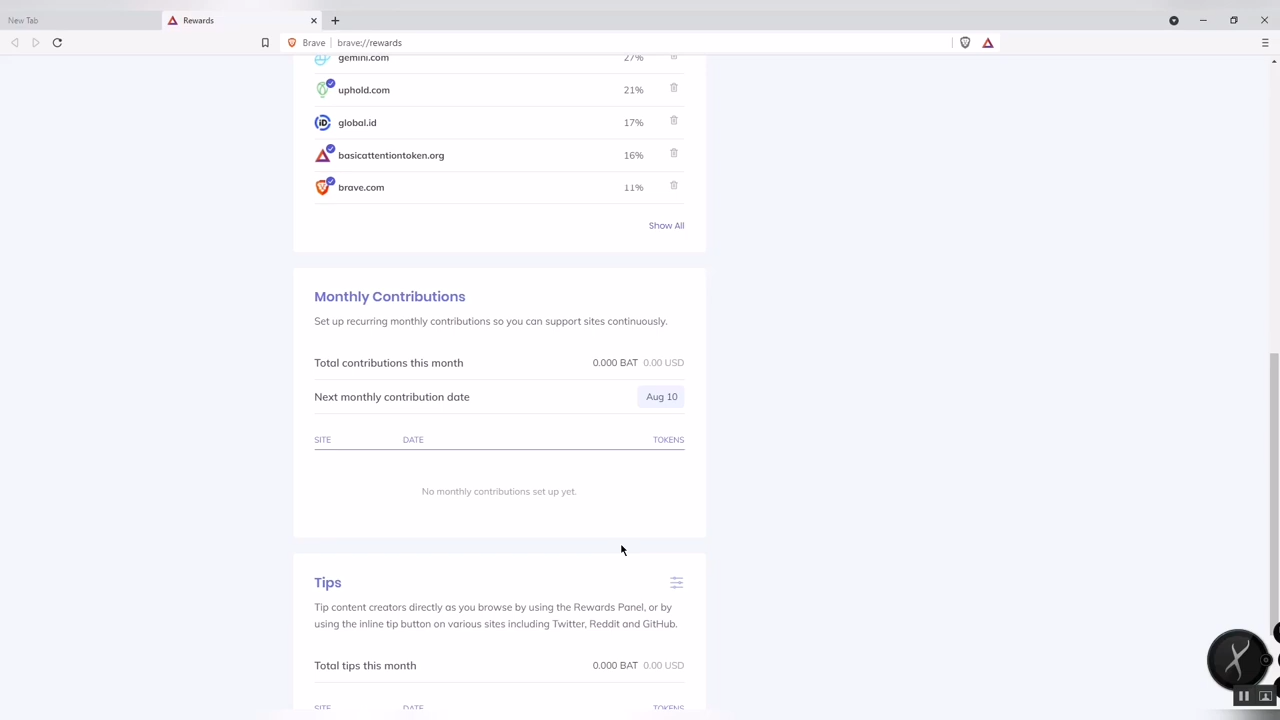 New Tab
Rewards
Brave
brave://rewards
gemini.com 27%
uphold.com 21%
iD global.id 17%
basicattentiontoken.org 16%
brave.com 11%
Show All
Monthly Contributions
Set up recurring monthly contributions so you can support sites continuously.
Total contributions this month 0.000 BAT 0.00 USD
Next monthly contribution date Aug 10
SITE DATE TOKENS
No monthly contributions set up yet.
Tips
Tip content creators directly as you browse by using the Rewards Panel, or by
using the inline tip button on various sites including Twitter, Reddit and GitHub.
Total tips this month 0.000 BAT 0.00 USD
SITE DATE TOKENS